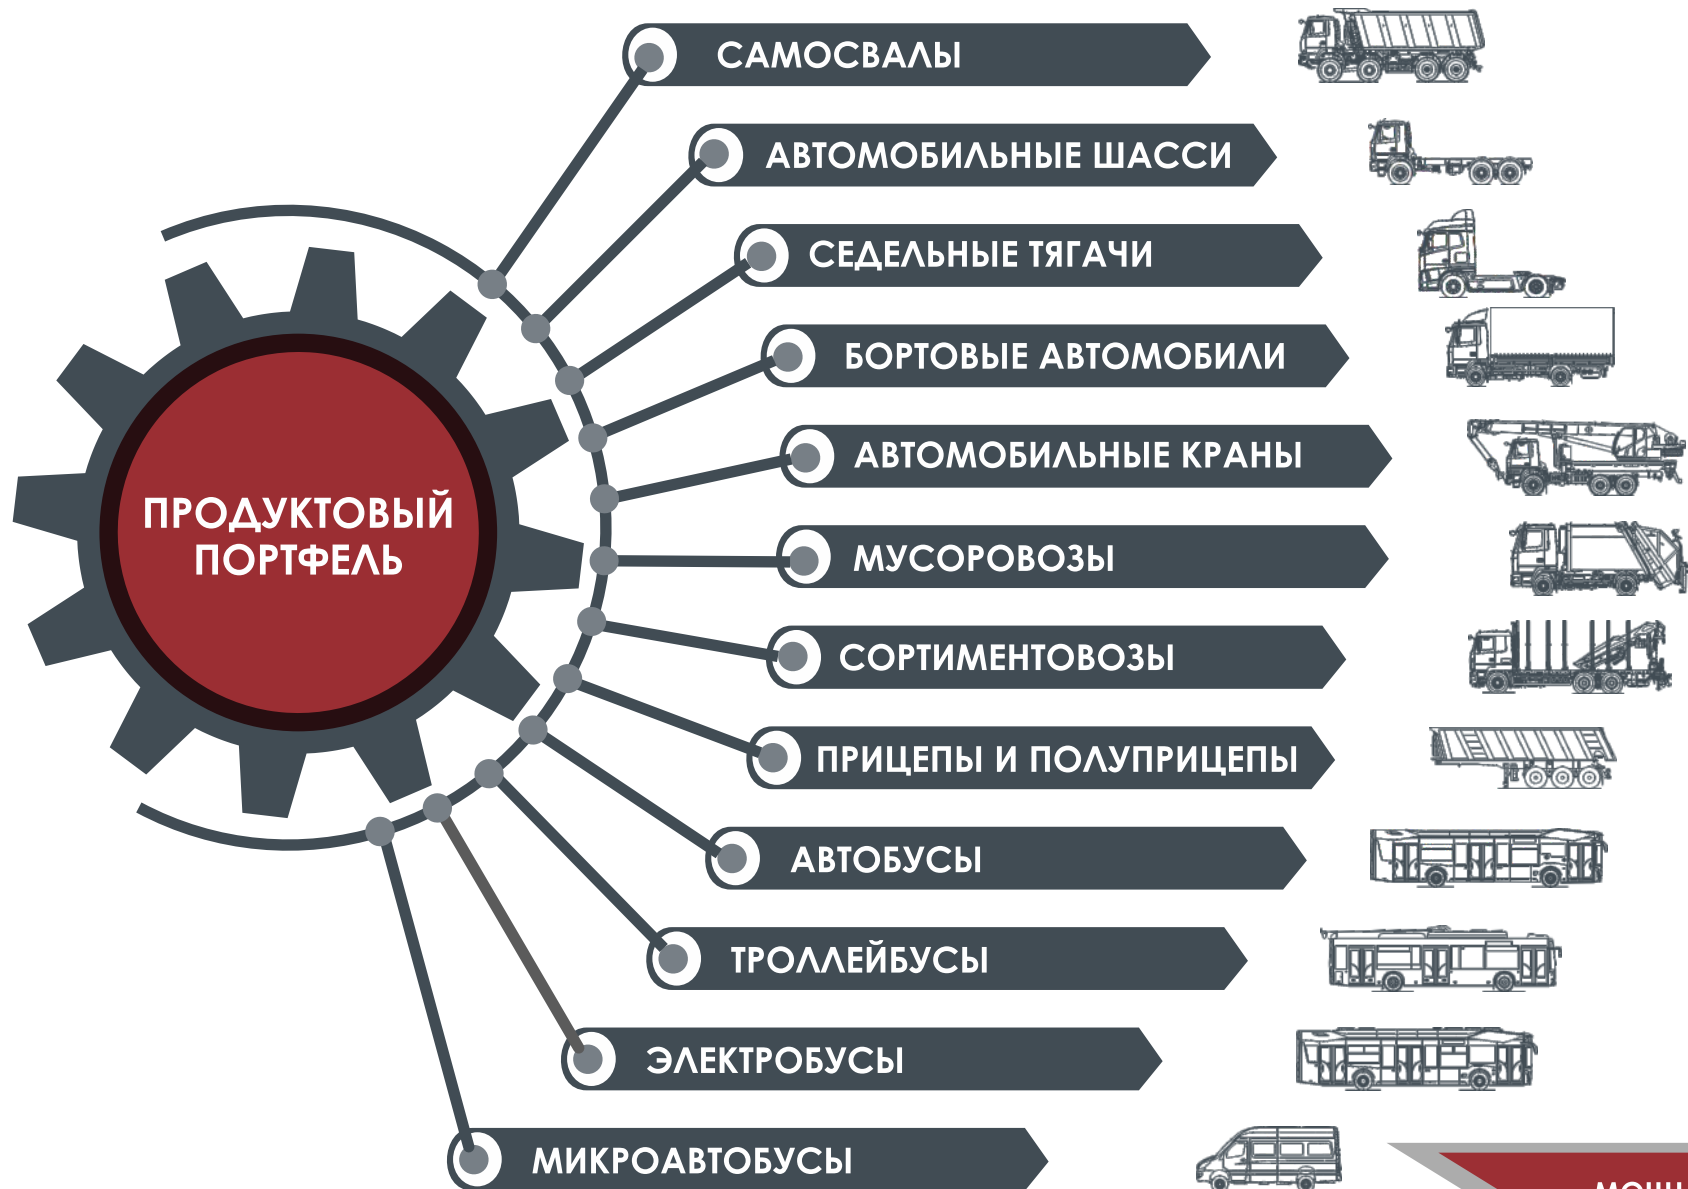 САМОСВАЛЫ
АВТОМОБИЛЬНЫЕ ШАССИ
СЕДЕЛЬНЫЕ ТЯГАЧИ
БОРТОВЫЕ АВТОМОБИЛИ
АВТОМОБИЛЬНЫЕ КРАНЫ
ПРОДУКТОВЫЙ
ПОРТФЕЛЬ
МУСОРОВОЗЫ
СОРТИМЕНТОВОЗЫ
ПРИЦЕПЫ И ПОЛУПРИЦЕПЫ
АВТОБУСЫ
ТРОЛЛЕЙБУСЫ
ЭЛЕКТРОБУСЫ
МИКРОАВТОБУСЫ